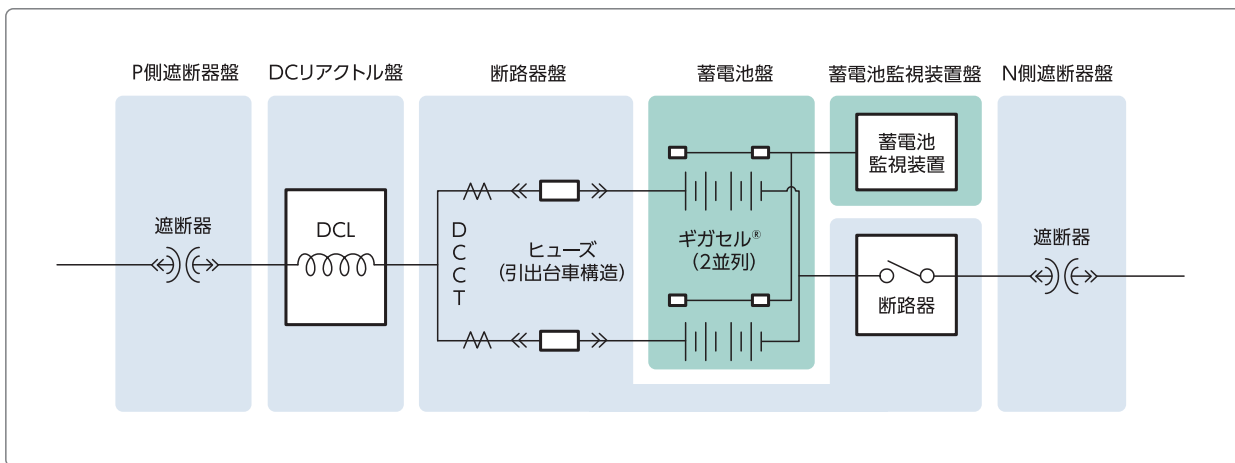 P側遮断器盤
DCリアクトル盤
断路器盤
蓄電池盤
蓄電池監視装置盤
N側遮断器盤
遮断器
DCL
DCCT
ヒューズ
(引出台車構造)
ギガセル®
(2並列)
蓄電池
監視装置
断路器
遮断器